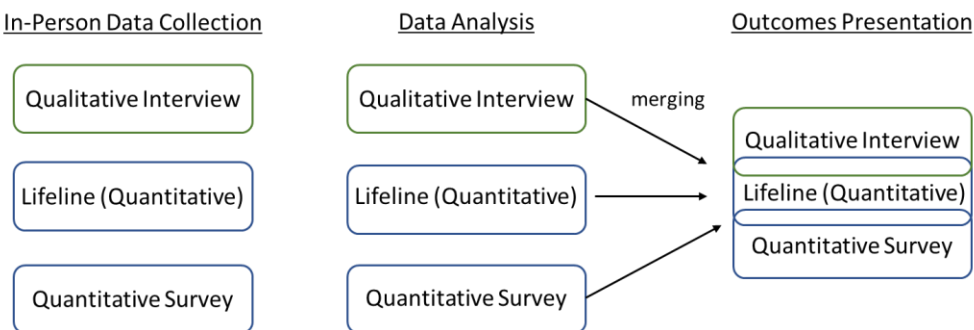 In-Person Data Collection
Data Analysis
Outcomes Presentation
Qualitative Interview
Lifeline (Quantitative)
Quantitative Survey
Qualitative Interview
Lifeline (Quantitative)
Quantitative Survey
merging
Qualitative Interview
Lifeline (Quantitative)
Quantitative Survey